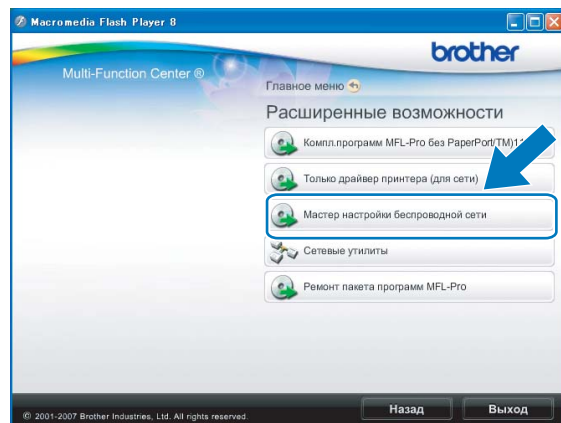 Macromedia Flash Player 8
brother
Multi-Function Center ®
Главное меню
Расширенные возможности
Компл.программ MFL-Pro без PaperPort/TM)11
Только драйвер принтера (для сети)
Мастер настройки беспроводной сети
Сетевые утилиты
Ремонт пакета программ MFL-Pro
Назад
Выход
© 2001-2007 Brother Industries, Ltd. All rights reserved.